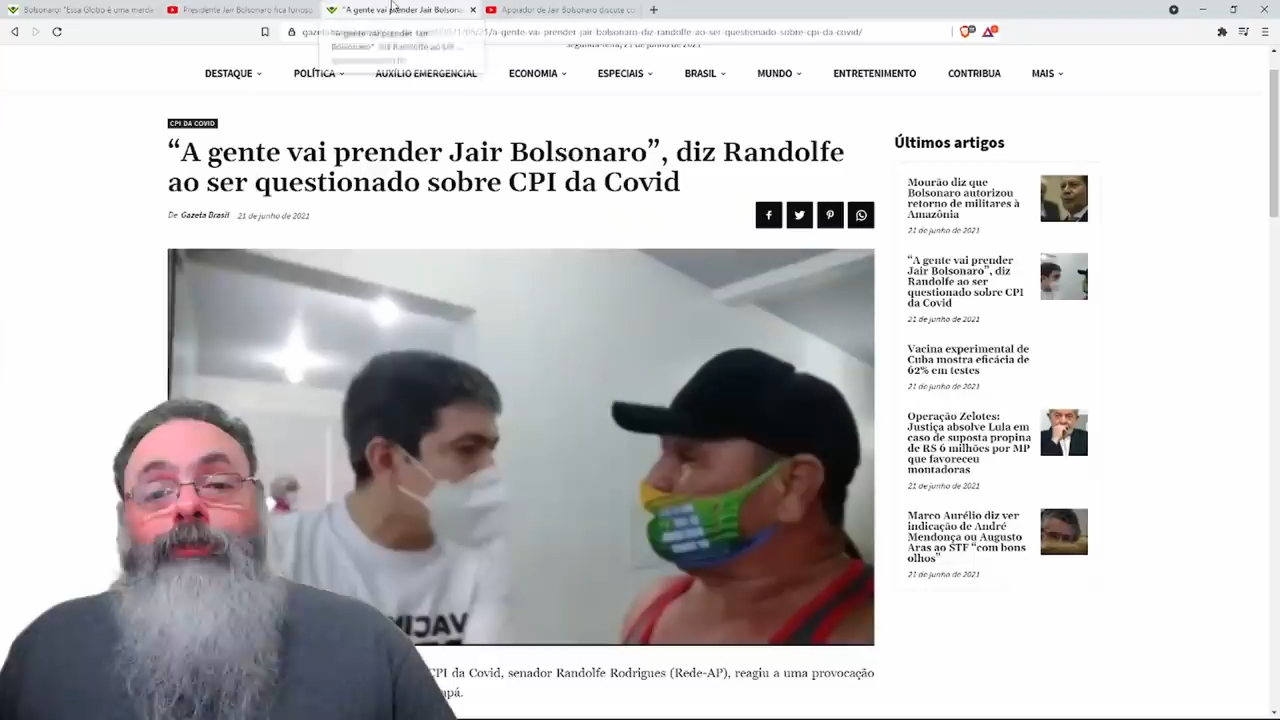 Bolsonaro: "Essa Globo é uma merda
Presidente Jair Bolsonaro fica furioso
"A gente vai prender Jair Bolsona
Apoiador de Jair Bolsonaro discute co
a-gente-vai-prender-jair-bolsonaro-diz-randolfe-ao-ser-questionado-sobre-cpi-da-covid/
segunda-feira, 21 de junho de 2021
DESTAQUE
POLÍTICA
AUXÍLIO EMERGENCIAL
ECONOMIA
ESPECIAIS
BRASIL
MUNDO
ENTRETENIMENTO
CONTRIBUA
MAIS
CPI DA COVID
“A gente vai prender Jair Bolsonaro”, diz Randolfe
ao ser questionado sobre CPI da Covid
De Gazeta Brasil 21 de junho de 2021
CPI da Covid, senador Randolfe Rodrigues (Rede-AP), reagiu a uma provocação
apá.
Últimos artigos
Mourão diz que
Bolsonaro autorizou
retorno de militares à
Amazônia
21 de junho de 2021
“A gente vai prender
Jair Bolsonaro”, diz
Randolfe ao ser
questionado sobre CPI
da Covid
21 de junho de 2021
Vacina experimental de
Cuba mostra eficácia de
62% em testes
21 de junho de 2021
Operação Zelotes:
Justiça absolve Lula em
caso de suposta propina
de R$ 6 milhões por MP
que favoreceu
montadoras
21 de junho de 2021
Marco Aurélio diz ver
indicação de André
Mendonça ou Augusto
Aras ao STF “com bons
olhos”
21 de junho de 2021